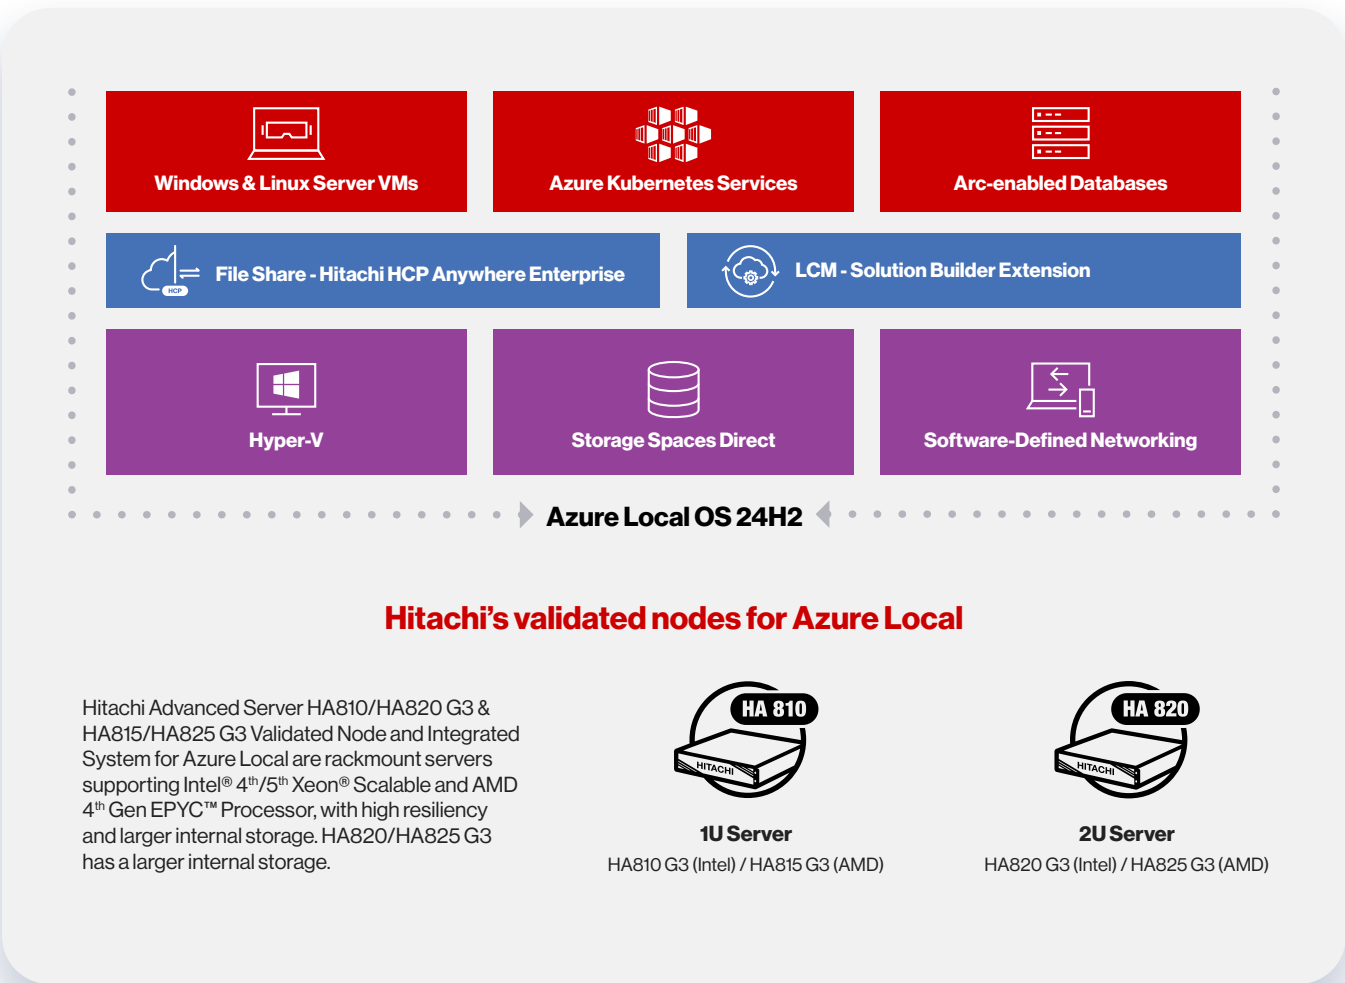 Windows & Linux Server VMs
Azure Kubernetes Services
Arc-enabled Databases
HCP
File Share - Hitachi HCP Anywhere Enterprise
LCM - Solution Builder Extension
Hyper-V
Storage Spaces Direct
Software-Defined Networking
Azure Local OS 24H2
Hitachi’s validated nodes for Azure Local
Hitachi Advanced Server HA810/HA820 G3 &
HA815/HA825 G3 Validated Node and Integrated
System for Azure Local are rackmount servers
supporting Intel® 4th/5th Xeon® Scalable and AMD
4th Gen EPYC™ Processor, with high resiliency
and larger internal storage. HA820/HA825 G3
has a larger internal storage.
HA 810
HITACHI
1U Server
HA810 G3 (Intel) / HA815 G3 (AMD)
HA 820
HITACHI
2U Server
HA820 G3 (Intel) / HA825 G3 (AMD)